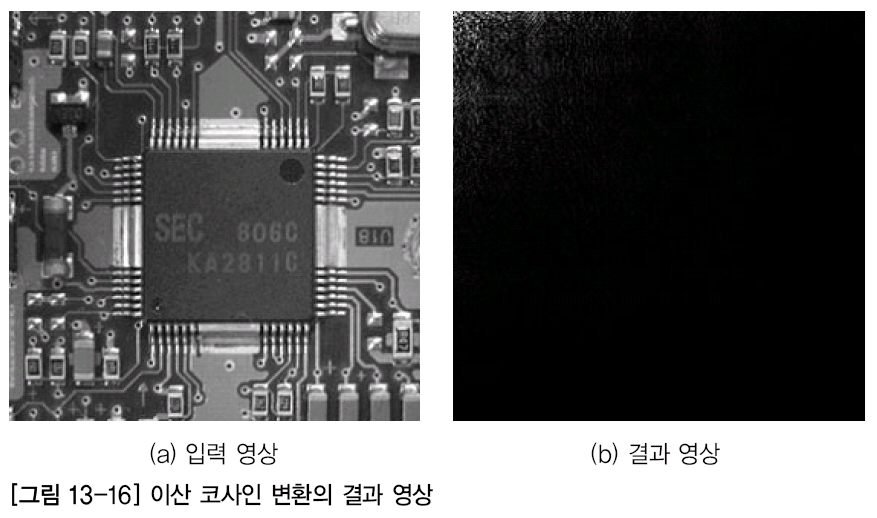 SEC 806C
KA2811C
U18
(a) 입력 영상
(b) 결과 영상
[그림 13-16] 이산 코사인 변환의 결과 영상